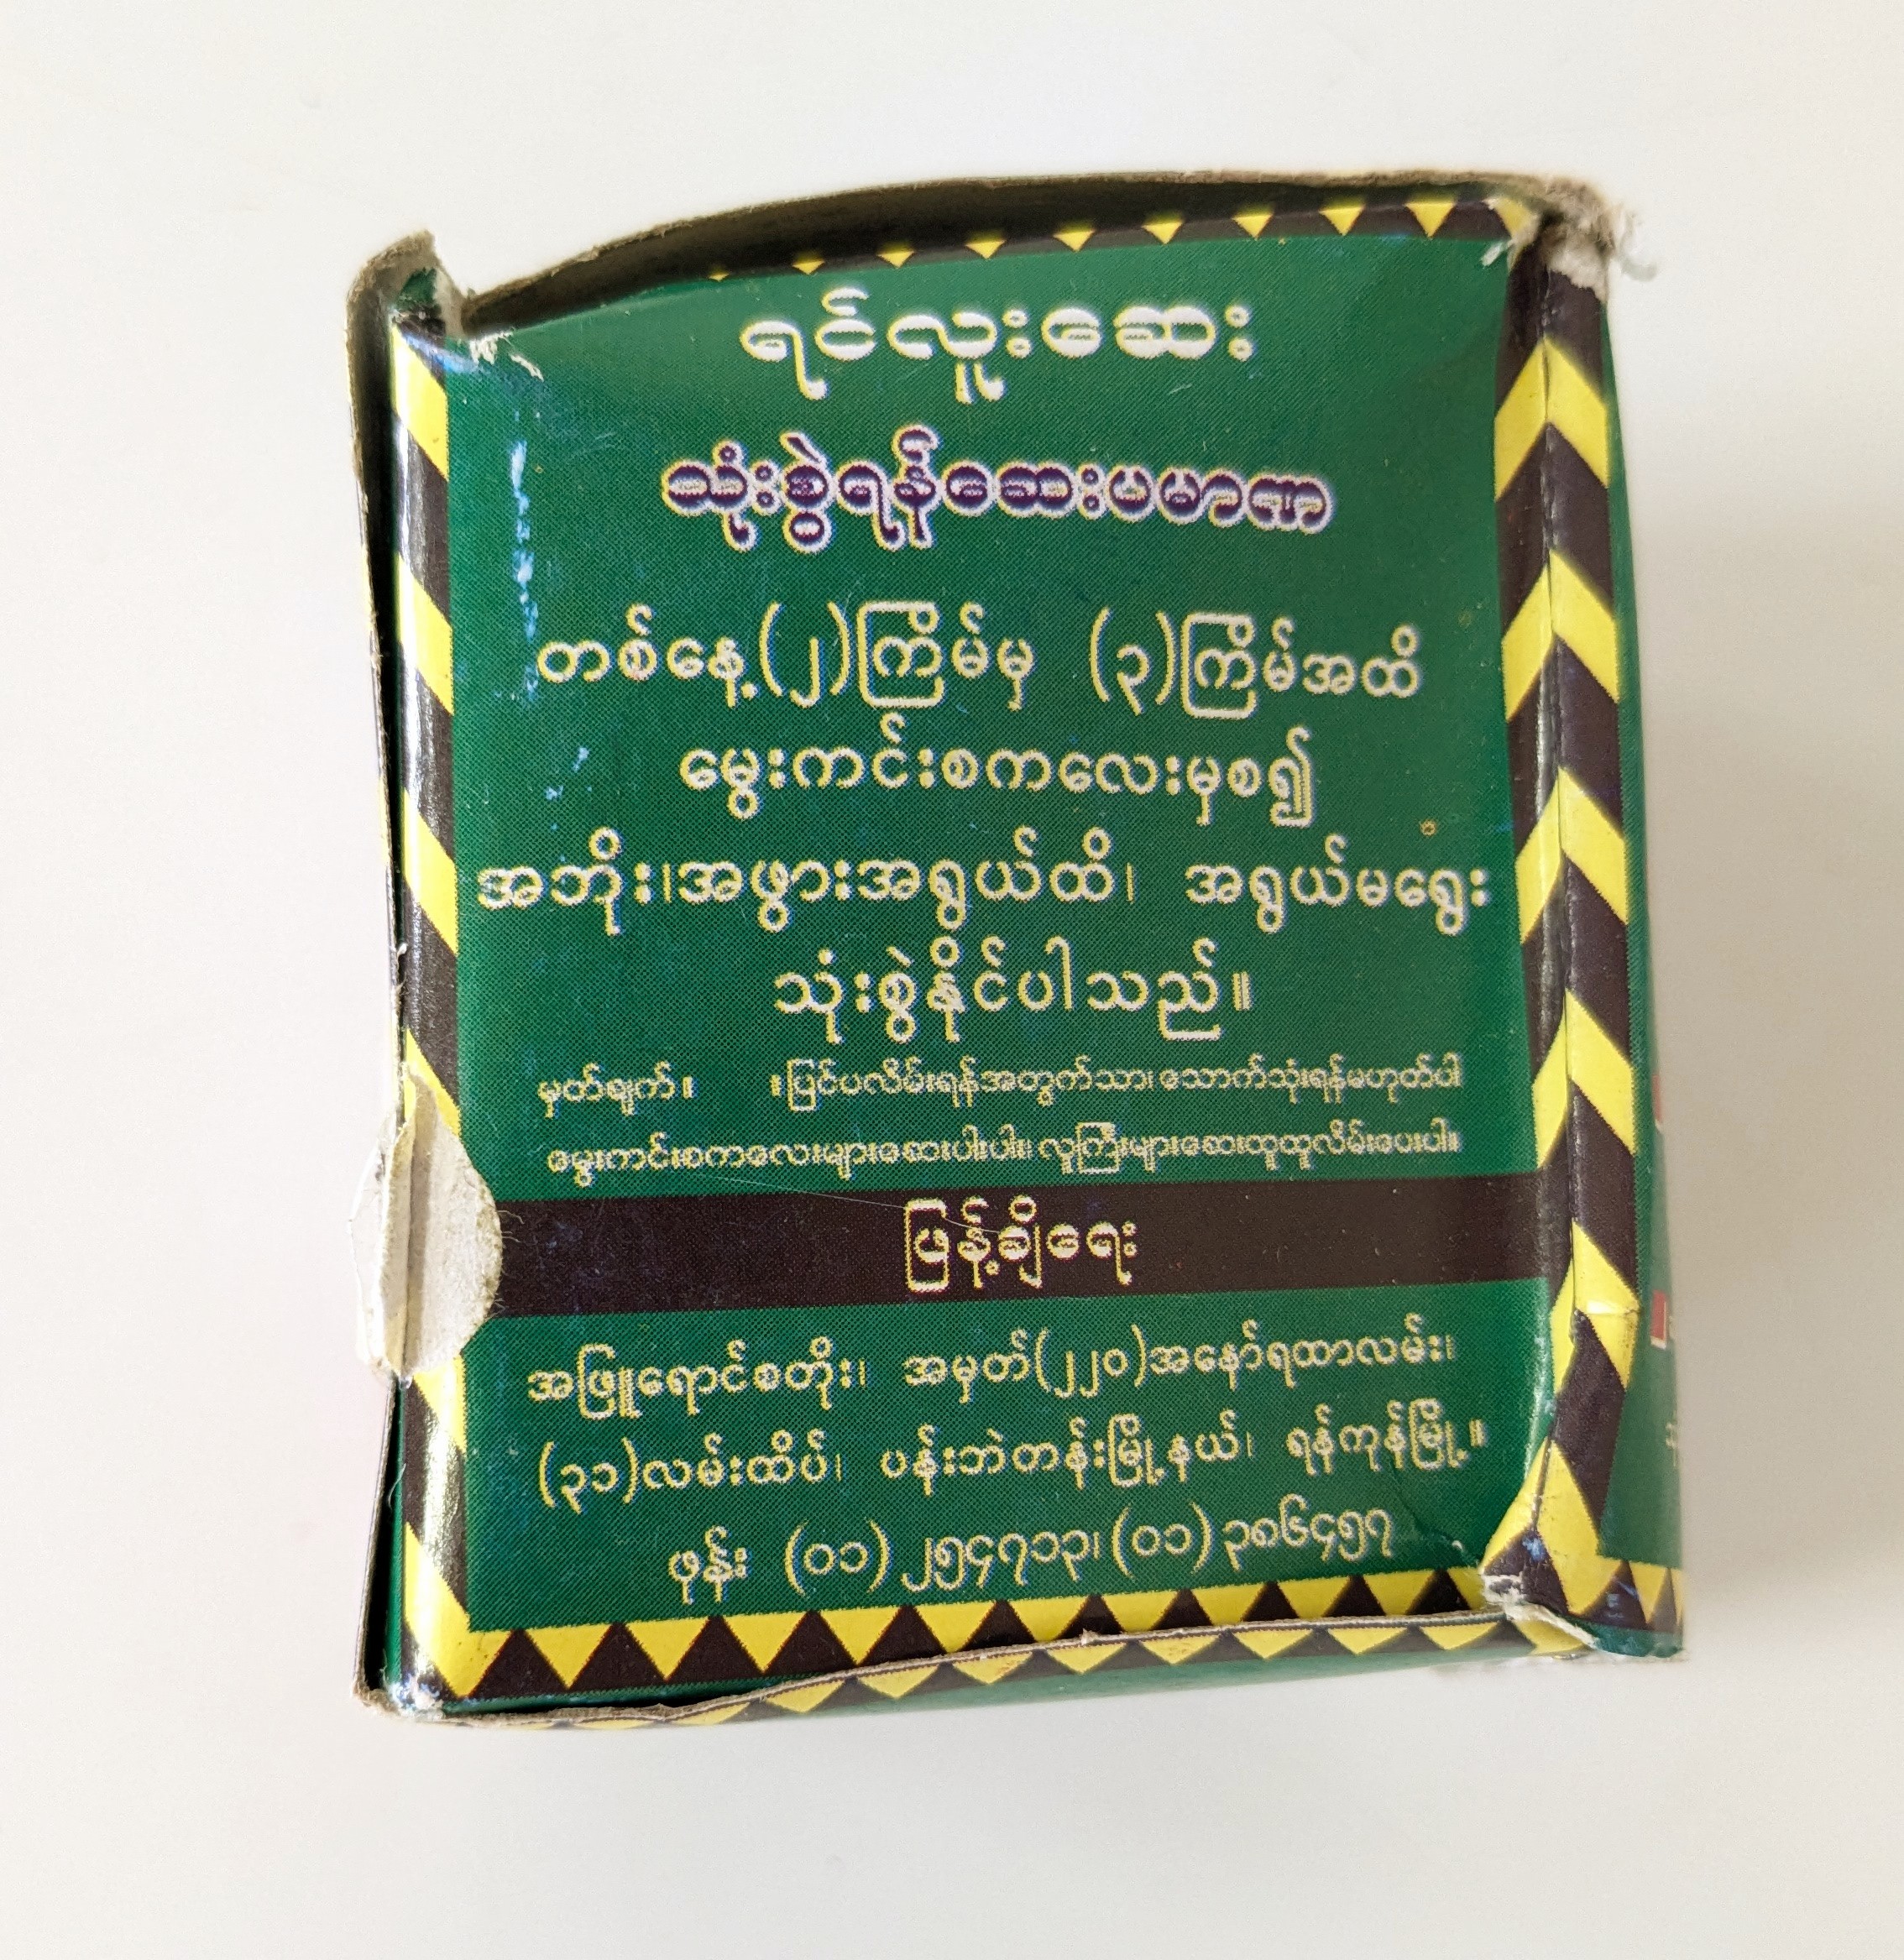 ရင်လူးဆေး
သုံးစွဲရန်ဆေးပမာဏ
တစ်နေ့(၂)ကြိမ်မှ (၃)ကြိမ်အထိ
မွေးကင်းစကလေးမှစ၍
အဘိုး၊အဖွားအရွယ်ထိ၊ အရွယ်မရွေး
သုံးစွဲနိုင်ပါသည်။
မှတ်ချက်။ ။ပြင်ပလိမ်းရန်အတွက်သာ၊သောက်သုံးရန်မဟုတ်ပါ
မွေးကင်းစကလေးများဆေးပါးပါး၊ လူကြီးများဆေးထူထူလိမ်းပေးပါ။
ဖြန့်ချိရေး
အဖြူရောင်စတိုး၊ အမှတ်(၂၂၀)အနော်ရထာလမ်း၊
(၃၁)လမ်းထိပ်၊ ပန်းဘဲတန်းမြို့နယ်၊ ရန်ကုန်မြို့။
ဖုန်း (၀၁) ၂၅၄၇၁၃၊ (၀၁) ၃၈၆၄၅၇